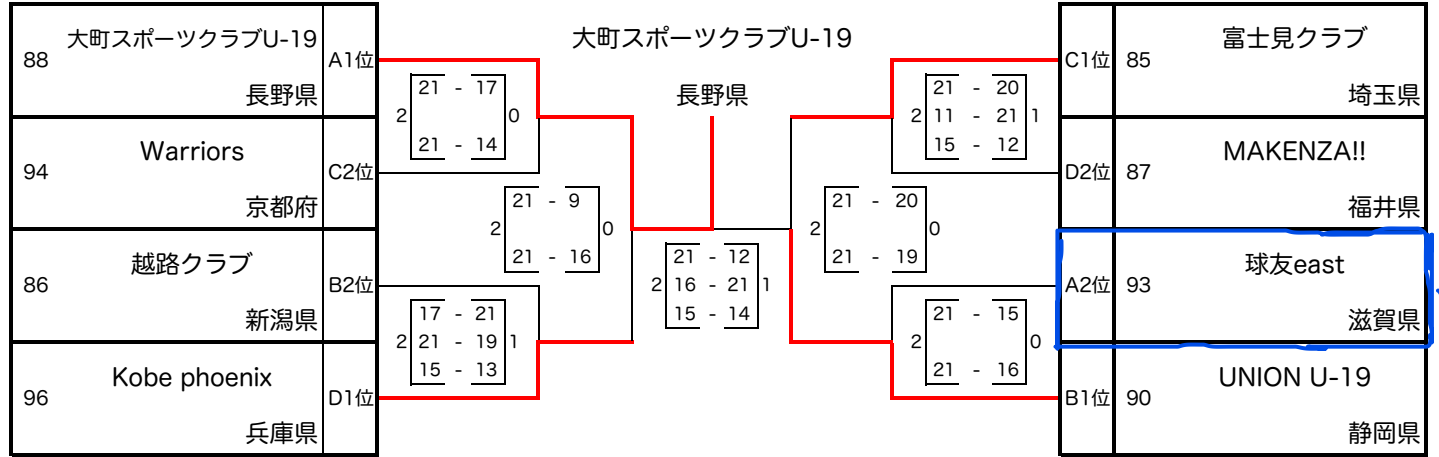 88 大町スポーツクラブU-19 A1位
長野県
94 Warriors C2位
京都府
86 越路クラブ B2位
新潟県
96 Kobe phoenix D1位
兵庫県
2 21 - 17 0
21 - 14
2 21 - 9 0
21 - 16
17 - 21
2 21 - 19 1
15 - 13
大町スポーツクラブU-19
長野県
21 - 12
2 16 - 21 1
15 - 14
21 - 20
2 11 - 21 1
15 - 12
2 21 - 20 0
21 - 19
2 21 - 15 0
21 - 16
C1位 85 富士見クラブ
埼玉県
D2位 87 MAKENZA!!
福井県
A2位 93 球友east
滋賀県
B1位 90 UNION U-19
静岡県